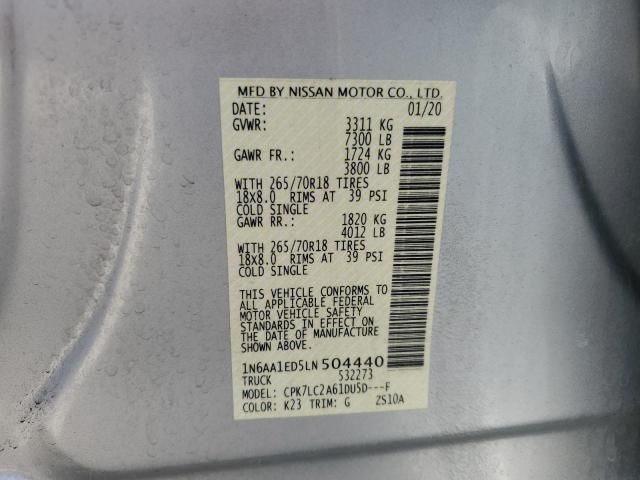 MFD BY NISSAN MOTOR CO., LTD.
DATE: 01/20
GVWR: 3311 KG
7300 LB
GAWR FR.: 1724 KG
3800 LB
WITH 265/70R18 TIRES
18X8.0 RIMS AT 39 PSI
COLD SINGLE
GAWR RR.: 1820 KG
4012 LB
WITH 265/70R18 TIRES
18X8.0 RIMS AT 39 PSI
COLD SINGLE
THIS VEHICLE CONFORMS TO
ALL APPLICABLE FEDERAL
MOTOR VEHICLE SAFETY
STANDARDS IN EFFECT ON
THE DATE OF MANUFACTURE
SHOWN ABOVE.
1N6AA1ED5LN504440
TRUCK 532273
MODEL: CPK7LC2A61DU5D---F
COLOR: K23 TRIM: G ZS10A